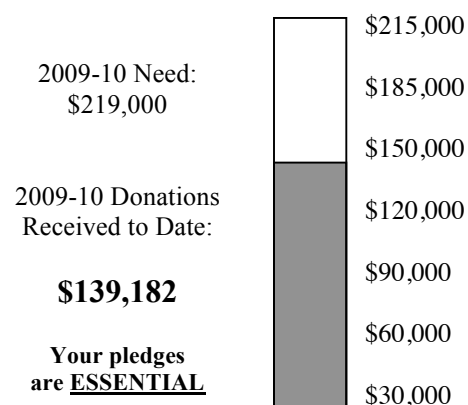 2009-10 Need:
$219,000
2009-10 Donations
Received to Date:
$139,182
Your pledges
are ESSENTIAL
$215,000
$185,000
$150,000
$120,000
$90,000
$60,000
$30,000